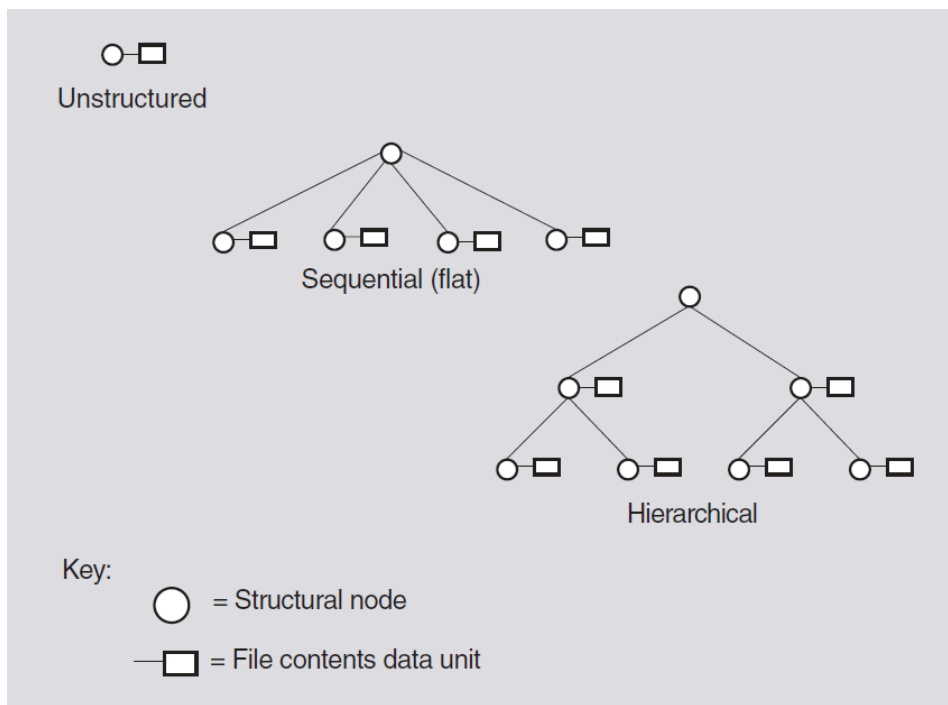 Unstructured
Sequential (flat)
Hierarchical
Key:
= Structural node
= File contents data unit